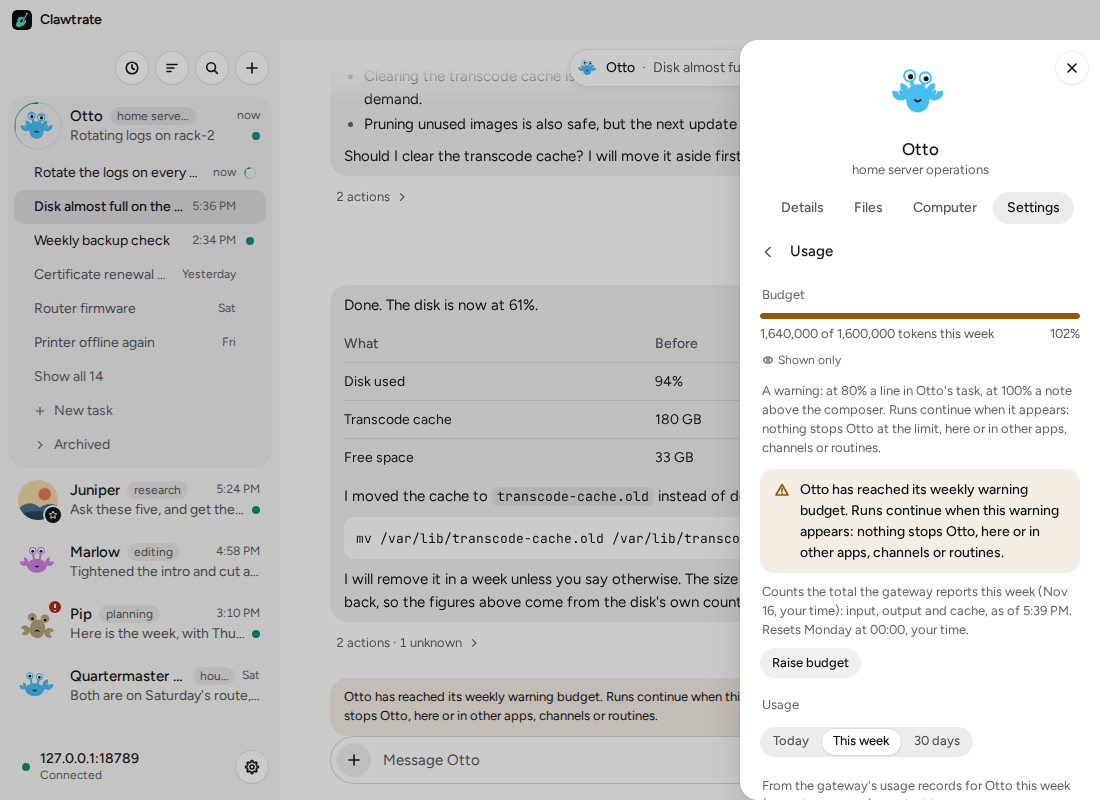 Clawtrate
Otto home serve... now
Rotating logs on rack-2
Rotate the logs on every ... now
Disk almost full on the ... 5:36 PM
Weekly backup check 2:34 PM
Certificate renewal ... Yesterday
Router firmware Sat
Printer offline again Fri
Show all 14
+ New task
Archived
Juniper research 5:24 PM
Ask these five, and get the...
Marlow editing 4:58 PM
Tightened the intro and cut a...
Pip planning 3:10 PM
Here is the week, with Thu...
Quartermaster ... hou... Sat
Both are on Saturday's route,...
127.0.0.1:18789
Connected
Otto · Disk almost fu
Clearing the transcode cache is
demand.
Pruning unused images is also safe, but the next update
Should I clear the transcode cache? I will move it aside first
2 actions
Done. The disk is now at 61%.
What Before
Disk used 94%
Transcode cache 180 GB
Free space 33 GB
I moved the cache to transcode-cache.old instead of d
mv /var/lib/transcode-cache.old /var/lib/transco
I will remove it in a week unless you say otherwise. The size
back, so the figures above come from the disk's own count
2 actions · 1 unknown
Otto has reached its weekly warning budget. Runs continue when thi
stops Otto, here or in other apps, channels or routines.
Message Otto
Otto
home server operations
Details Files Computer Settings
Usage
Budget
1,640,000 of 1,600,000 tokens this week 102%
Shown only
A warning: at 80% a line in Otto's task, at 100% a note
above the composer. Runs continue when it appears:
nothing stops Otto at the limit, here or in other apps,
channels or routines.
Otto has reached its weekly warning
budget. Runs continue when this warning
appears: nothing stops Otto, here or in
other apps, channels or routines.
Counts the total the gateway reports this week (Nov
16, your time): input, output and cache, as of 5:39 PM.
Resets Monday at 00:00, your time.
Raise budget
Usage
Today This week 30 days
From the gateway's usage records for Otto this week